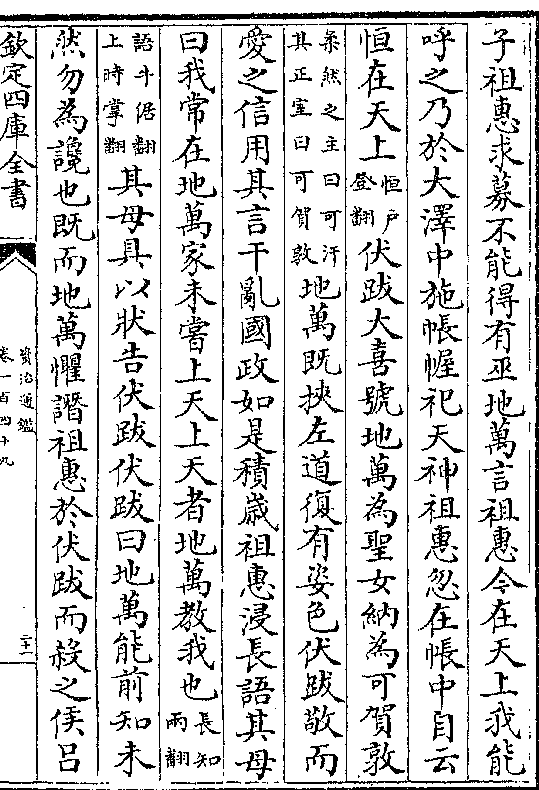 子祖惠求募不能得有巫地萬言祖惠今在天上我能
呼之乃於大澤中施帳幄祀天神祖惠忽在帳中自云
恒在天上恒戶登翻伏跋大喜號地萬為聖女納為可賀敦
柔然之主曰可汗其正室曰可賀敦地萬既挾左道復有姿色伏跋敬而
愛之信用其言干亂國政如是積歲祖惠浸長語其母
曰我常在地萬家未嘗上天上天者地萬教我也長知兩翻
語牛倨翻上時掌翻其母具以狀告伏跋伏跋曰地萬能前知未
然勿為讒也既而地萬懼譖祖惠於伏跋而殺之俟呂
欽定四庫全書
資治通鑑
卷一百四十九
二十一